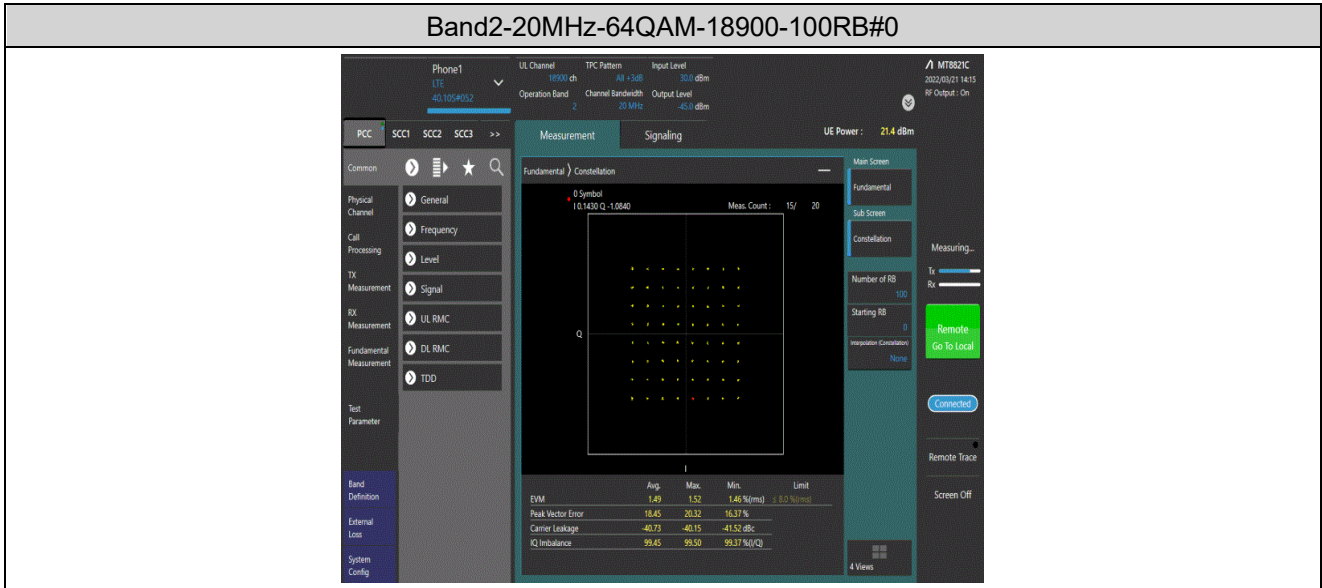 Band2-20MHz-64QAM-18900-100RB#0
Phone1
LTE
40.10S#052
UL Channel TPC Pattern Input Level
18900 ch All +3dB 30.0 dBm
Operation Band Channel Bandwidth Output Level
2 20 MHz -45.0 dBm
MT8821C
2022/03/21 14:15
RF Output : On
PCC SCC1 SCC2 SCC3 >>
Measurement Signaling
UE Power : 21.4 dBm
Common
Physical
Channel
Call
Processing
TX
Measurement
RX
Measurement
Fundamental
Measurement
Test
Parameter
Band
Definition
External
Loss
System
Config
General
Frequency
Level
Signal
UL RMC
DL RMC
TDD
Fundamental 〉 Constellation
0 Symbol
I 0.1430 Q -1.0840 Meas. Count : 15/ 20
Q
I
Avg. Max. Min. Limit
EVM 1.49 1.52 1.46 %(rms) ≤ 8.0 %(rms)
Peak Vector Error 18.45 20.32 16.37 %
Carrier Leakage -40.73 -40.15 -41.52 dBc
IQ Imbalance 99.45 99.50 99.37 %(I/Q)
Main Screen
Fundamental
Sub Screen
Constellation
Number of RB
100
Starting RB
0
Interpolation (Constellation)
None
4 Views
Measuring...
Tx
Rx
Remote
Go To Local
Connected
Remote Trace
Screen Off